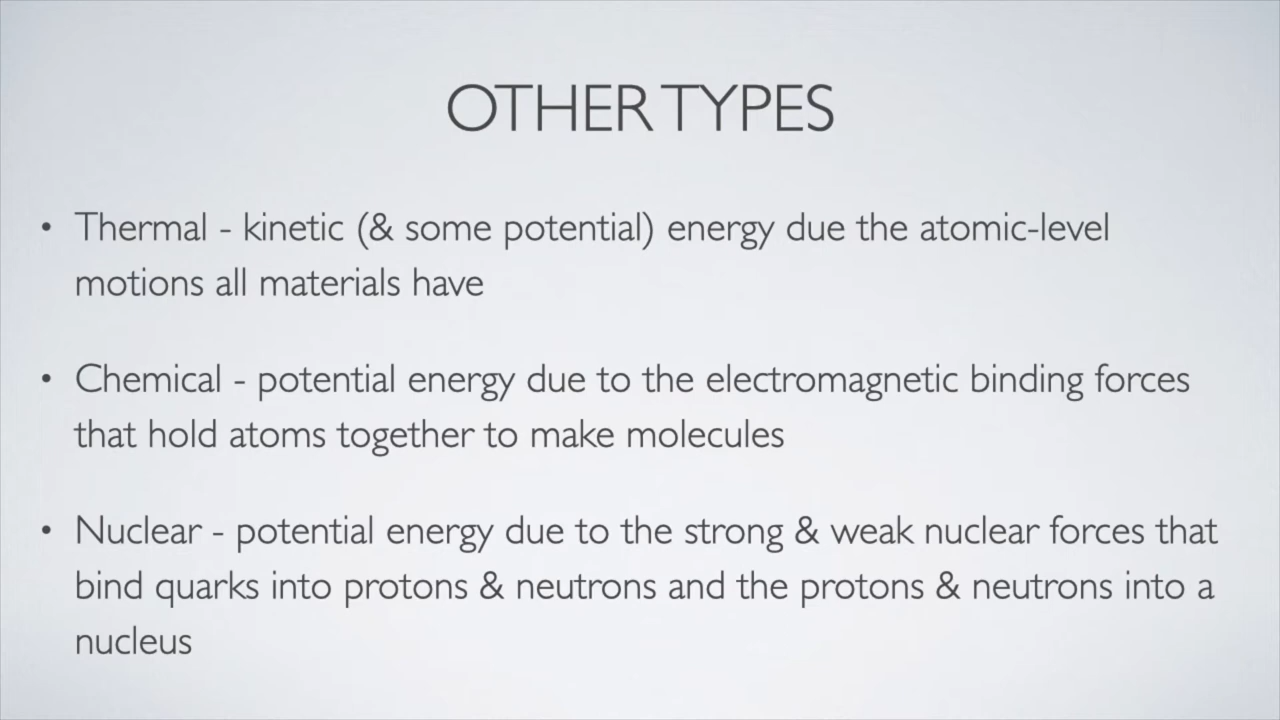 OTHER TYPES
• Thermal - kinetic (& some potential) energy due the atomic-level
motions all materials have
• Chemical - potential energy due to the electromagnetic binding forces
that hold atoms together to make molecules
• Nuclear - potential energy due to the strong & weak nuclear forces that
bind quarks into protons & neutrons and the protons & neutrons into a
nucleus